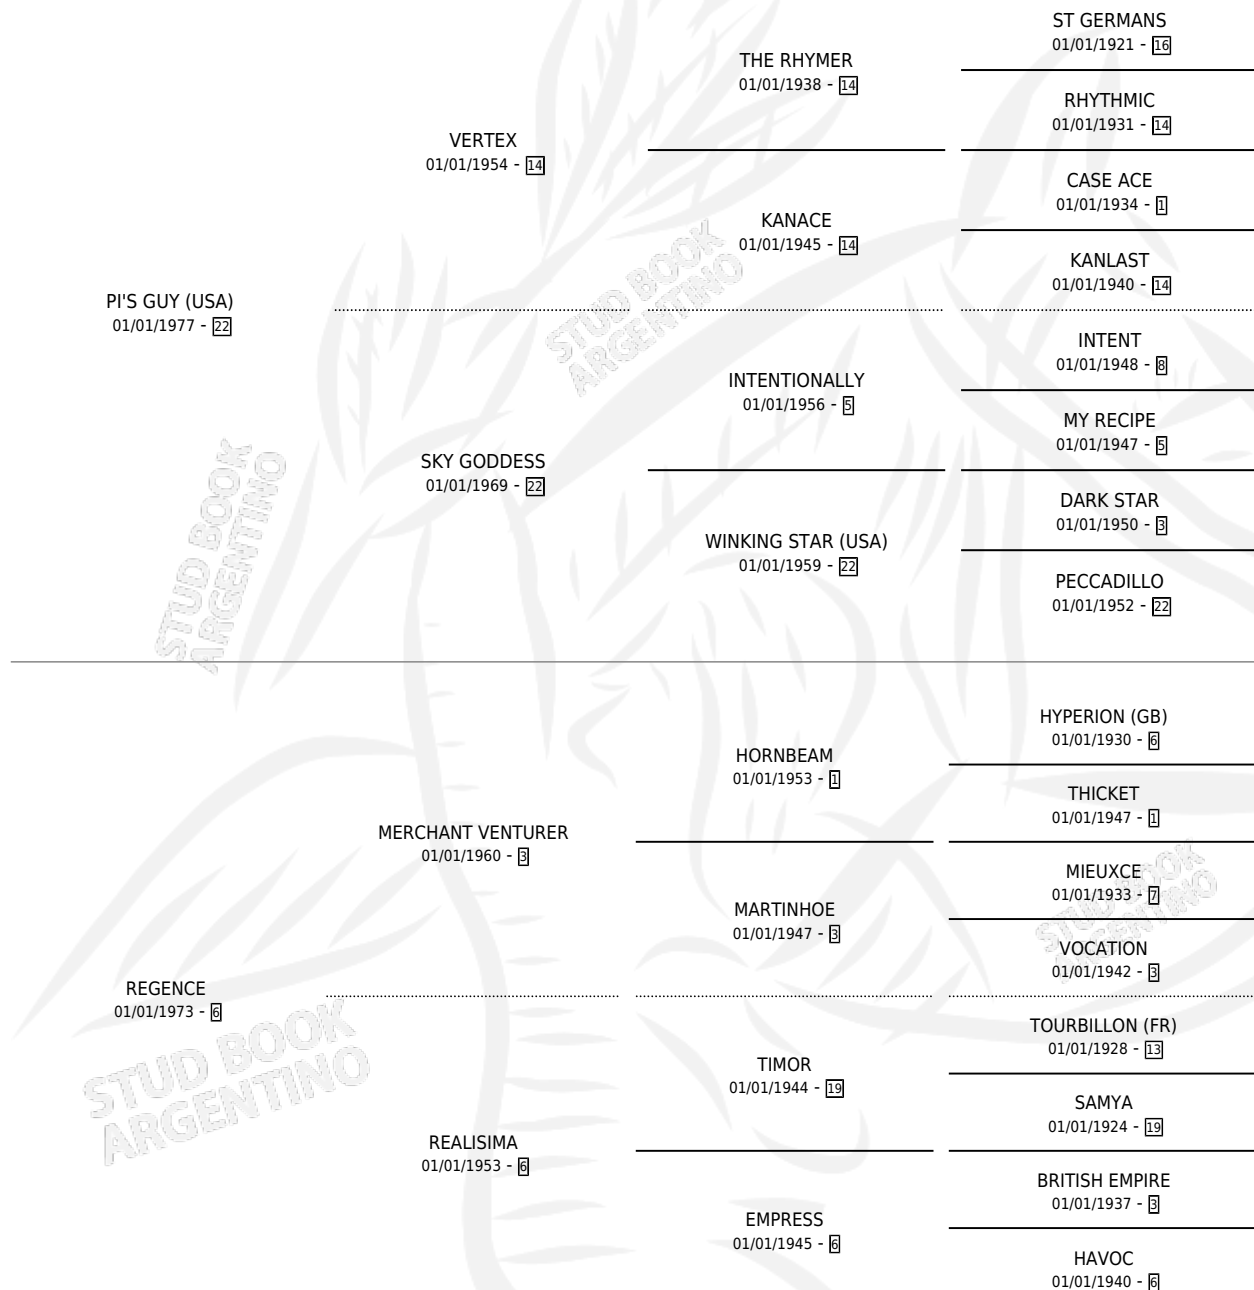 ST GERMANS
01/01/1921 - 16
THE RHYMER
01/01/1938 - 14
RHYTHMIC
01/01/1931 - 14
VERTEX
01/01/1954 - 14
CASE ACE
01/01/1934 - 1
KANACE
01/01/1945 - 14
KANLAST
01/01/1940 - 14
PI'S GUY (USA)
01/01/1977 - 22
INTENT
01/01/1948 - 8
INTENTIONALLY
01/01/1956 - 5
MY RECIPE
01/01/1947 - 5
SKY GODDESS
01/01/1969 - 22
DARK STAR
01/01/1950 - 3
WINKING STAR (USA)
01/01/1959 - 22
PECCADILLO
01/01/1952 - 22
HYPERION (GB)
01/01/1930 - 6
HORNBEAM
01/01/1953 - 1
THICKET
01/01/1947 - 1
MERCHANT VENTURER
01/01/1960 - 3
MIEUXCE
01/01/1933 - 7
MARTINHOE
01/01/1947 - 3
VOCATION
01/01/1942 - 3
REGENCE
01/01/1973 - 6
TOURBILLON (FR)
01/01/1928 - 13
TIMOR
01/01/1944 - 19
SAMYA
01/01/1924 - 19
REALISIMA
01/01/1953 - 6
BRITISH EMPIRE
01/01/1937 - 3
EMPRESS
01/01/1945 - 6
HAVOC
01/01/1940 - 6
STUD BOOK
ARGENTINO
STUD BOOK
ARGENTINO
STUD BOOK
ARGENTINO
STUD BOOK
ARGENTINO